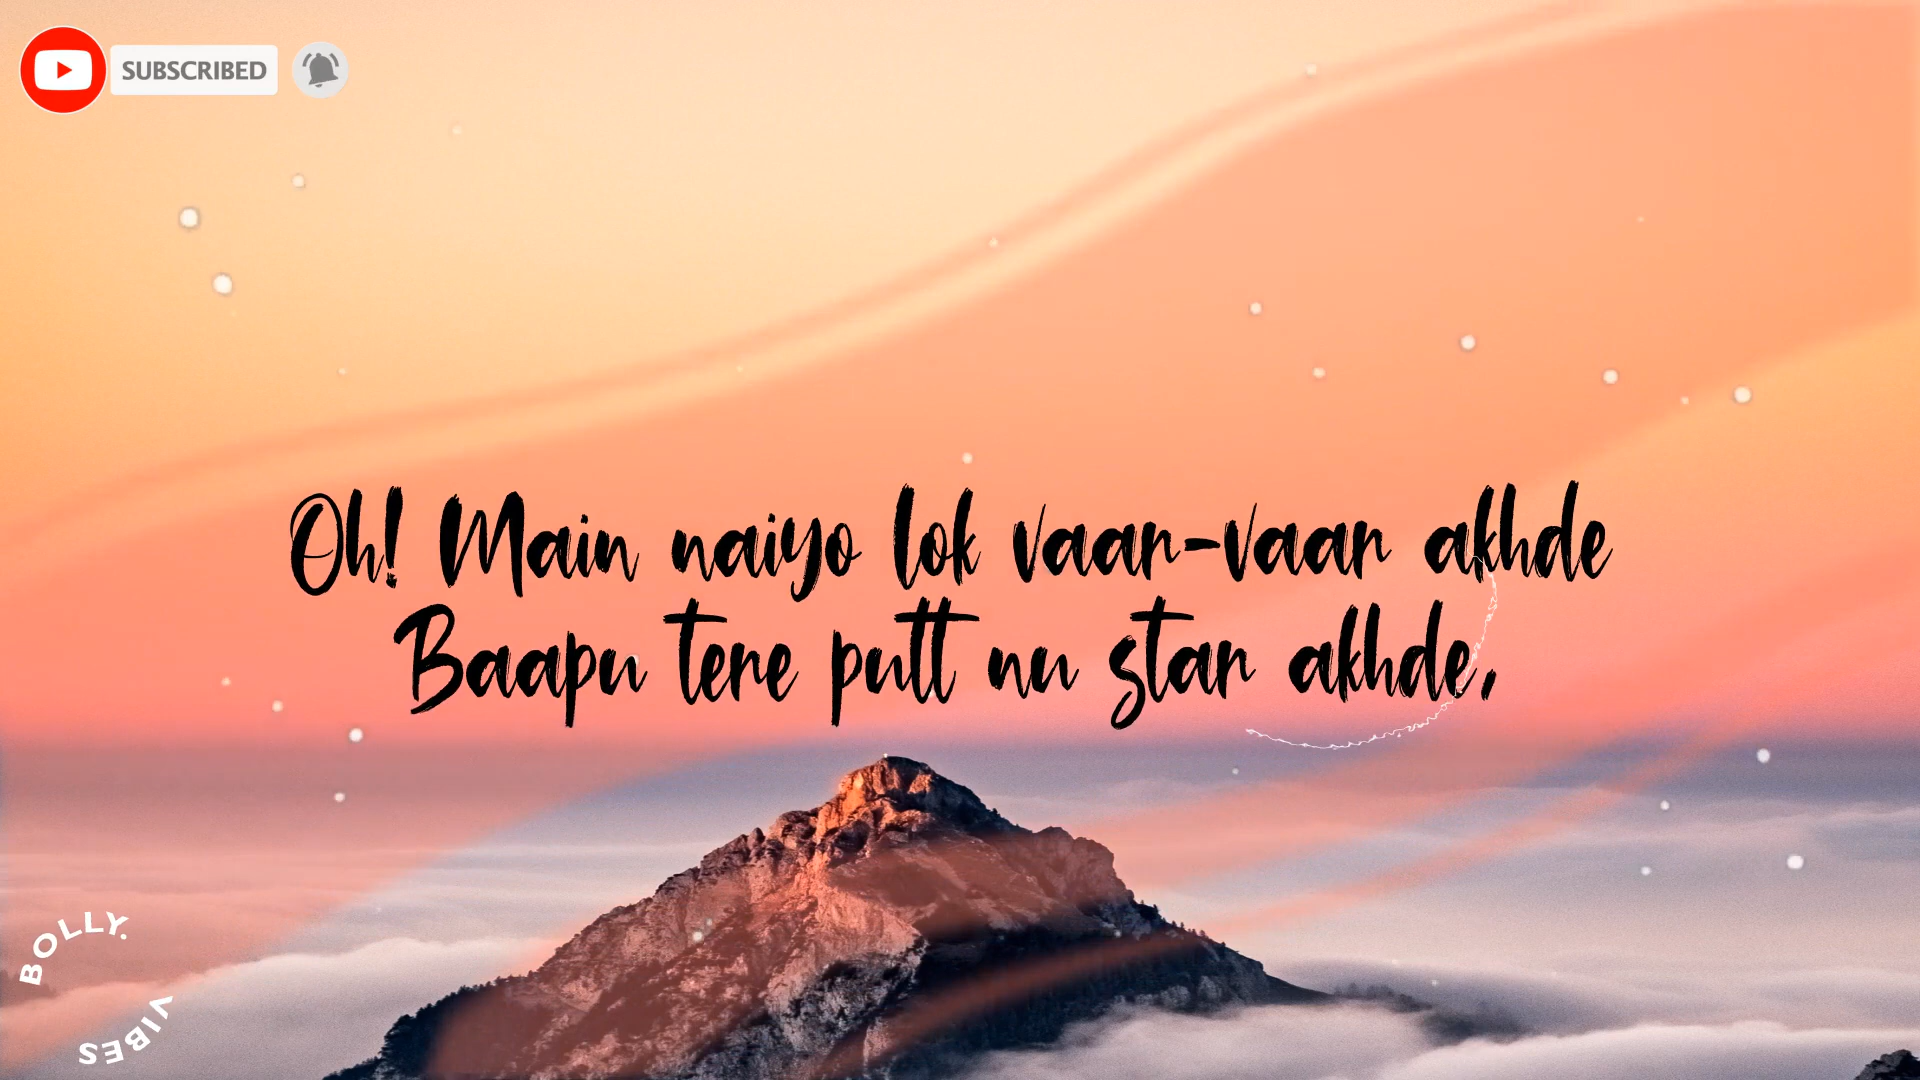 SUBSCRIBED
Oh! Main naiyo lok vaar-vaar akhde
Baapu tere putt nu star akhde,
BOLLY.
VIBES